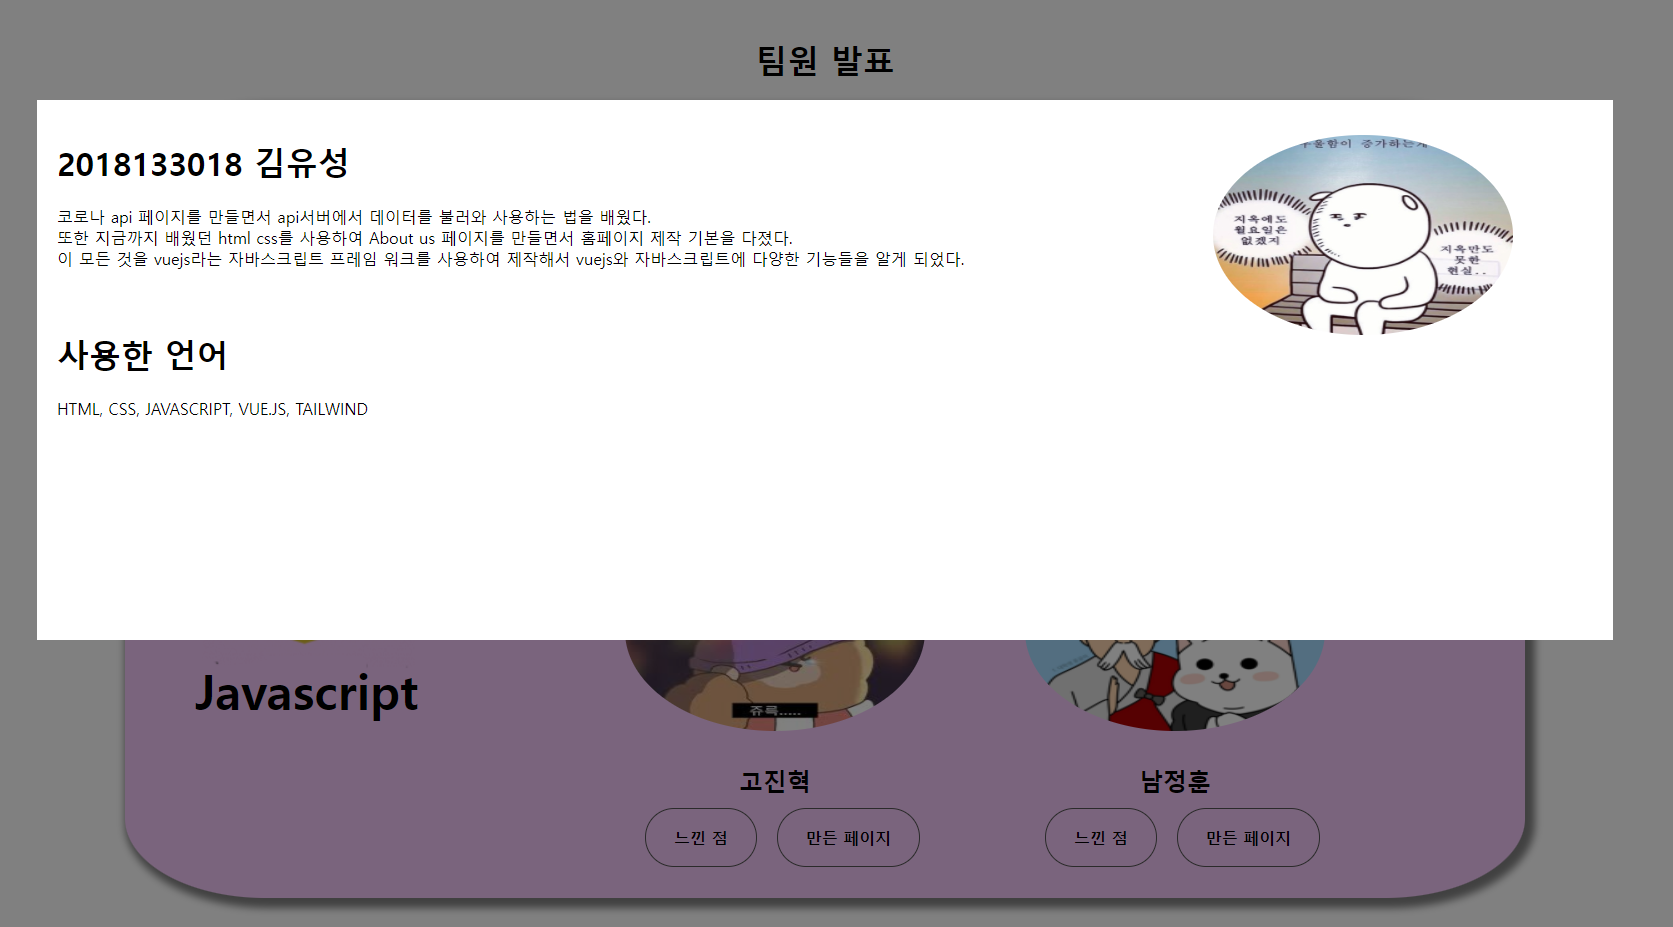 팀원 발표
2018133018 김유성
코로나 api 페이지를 만들면서 api서버에서 데이터를 불러와 사용하는 법을 배웠다.
또한 지금까지 배웠던 html css를 사용하여 About us 페이지를 만들면서 홈페이지 제작 기본을 다졌다.
이 모든 것을 vuejs라는 자바스크립트 프레임 워크를 사용하여 제작해서 vuejs와 자바스크립트에 다양한 기능들을 알게 되었다.
우울함이 증가하는게
지옥에도
월요일은
없겠지
지옥만도
못한
현실..
사용한 언어
HTML, CSS, JAVASCRIPT, VUE.JS, TAILWIND
Javascript
쥬륵.....
고진혁
남정훈
느낀 점
만든 페이지
느낀 점
만든 페이지